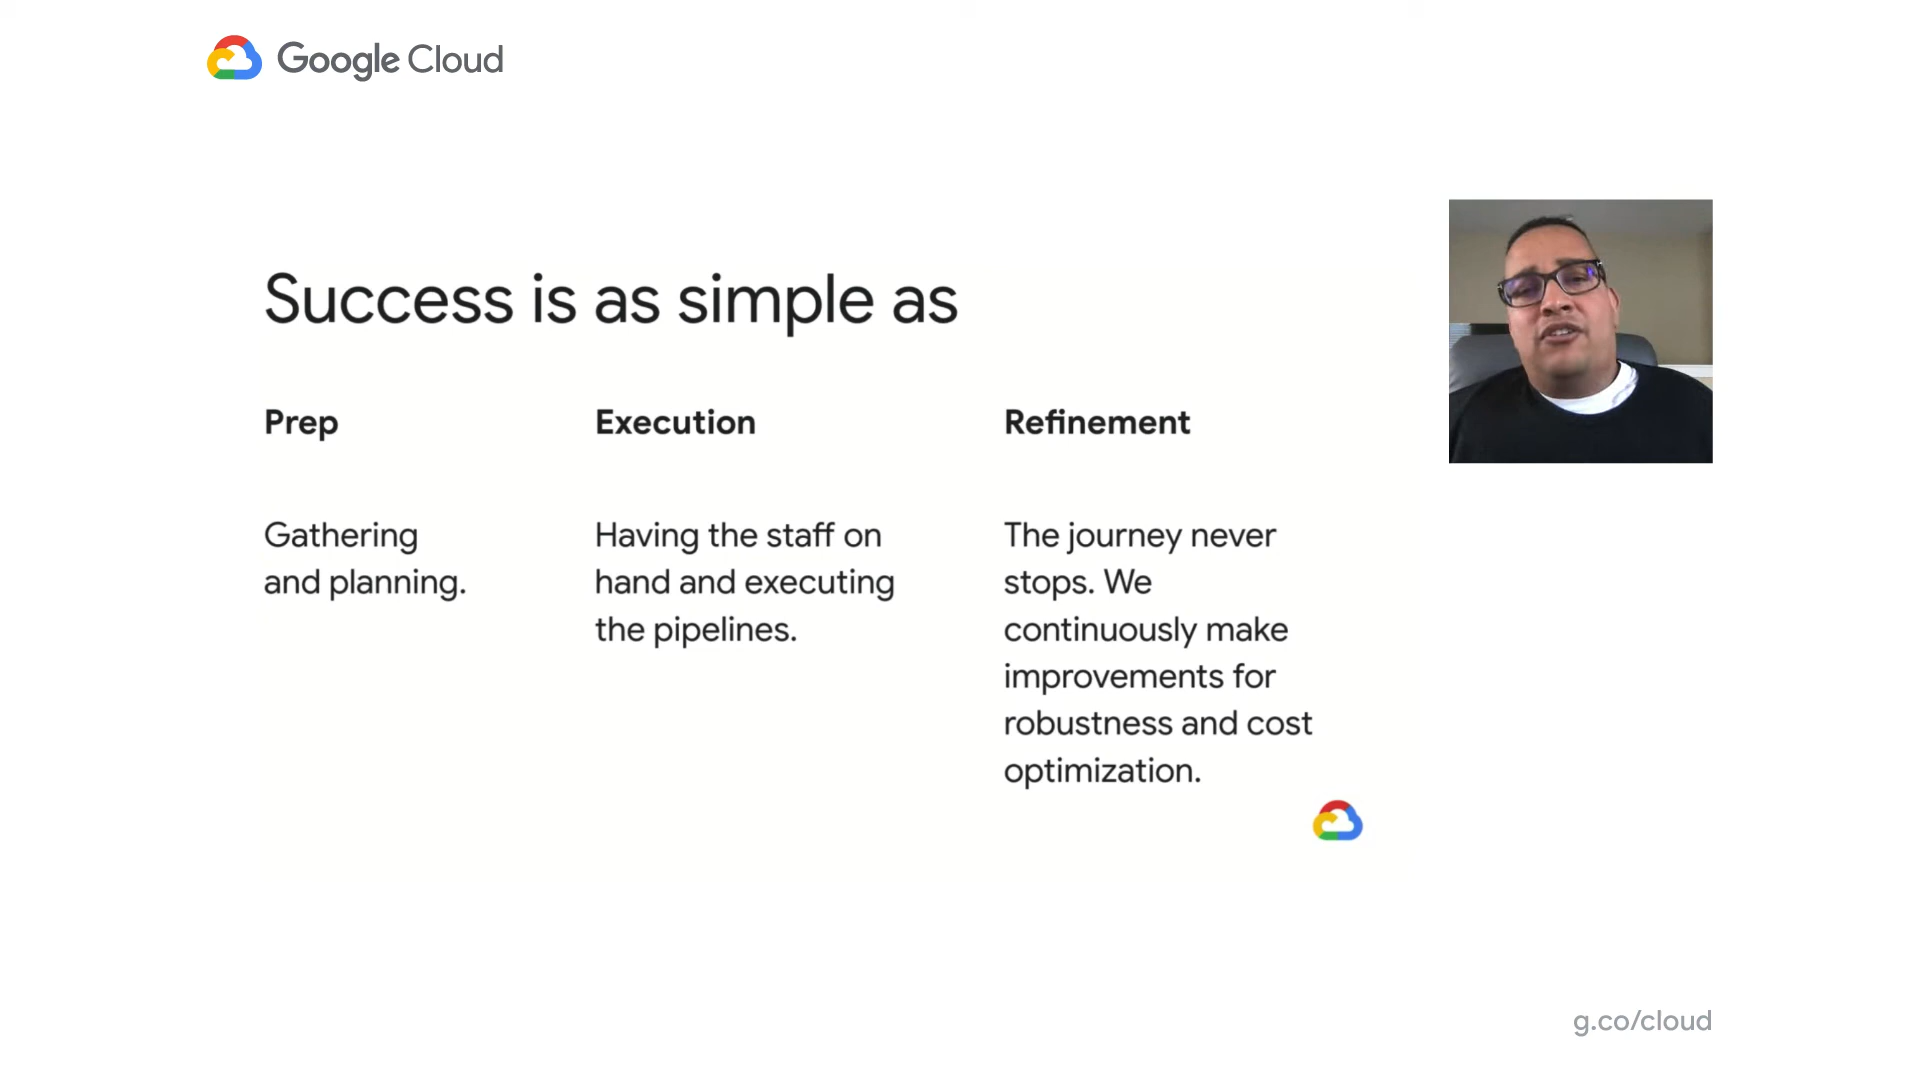 Google Cloud
Success is as simple as
Prep
Gathering
and planning.
Execution
Having the staff on
hand and executing
the pipelines.
Refinement
The journey never
stops. We
continuously make
improvements for
robustness and cost
optimization.
g.co/cloud